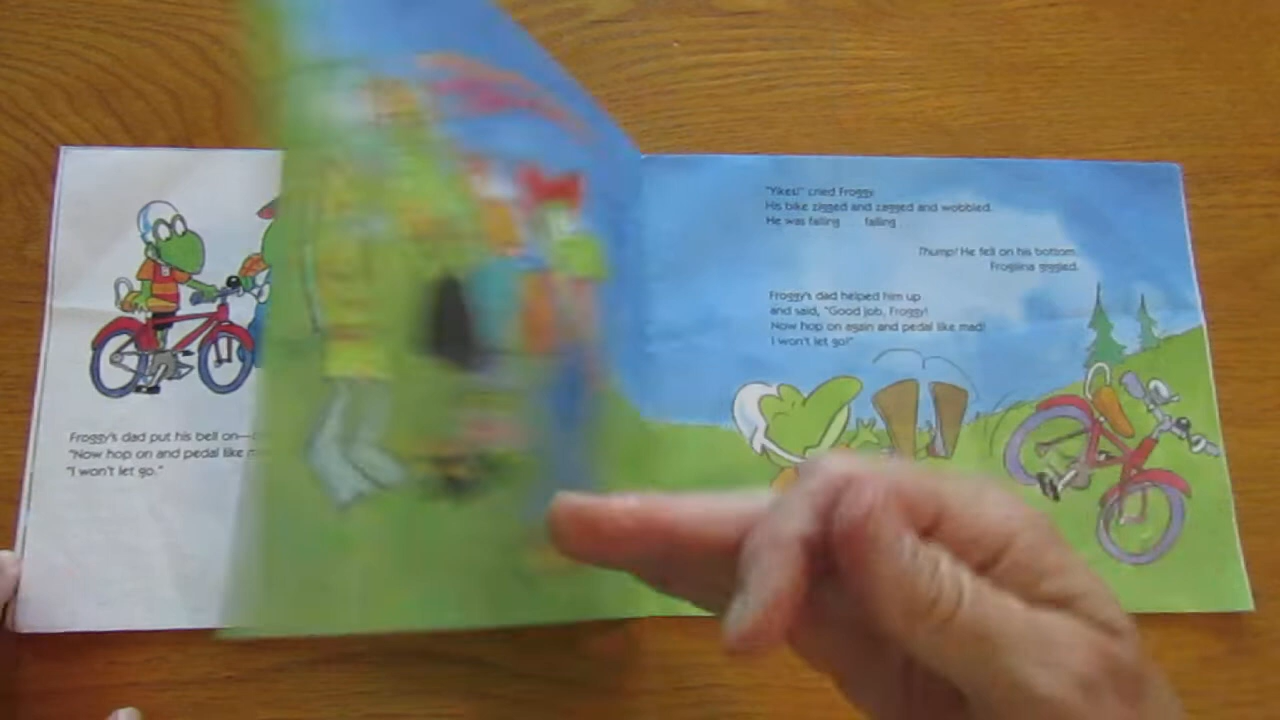 Froggy's dad put his bell on—
"Now hop on and pedal like
"I won't let go."
"Yikes!" cried Froggy.
His bike zigged and zagged and wobbled.
He was falling falling
Thump! He fell on his bottom.
Frogilina giggled.
Froggy's dad helped him up
and said, "Good job, Froggy!
Now hop on again and pedal like mad!
I won't let go!"